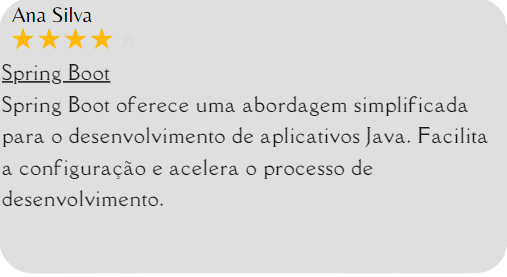 Ana Silva
Spring Boot
Spring Boot oferece uma abordagem simplificada
para o desenvolvimento de aplicativos Java. Facilita
a configuração e acelera o processo de
desenvolvimento.